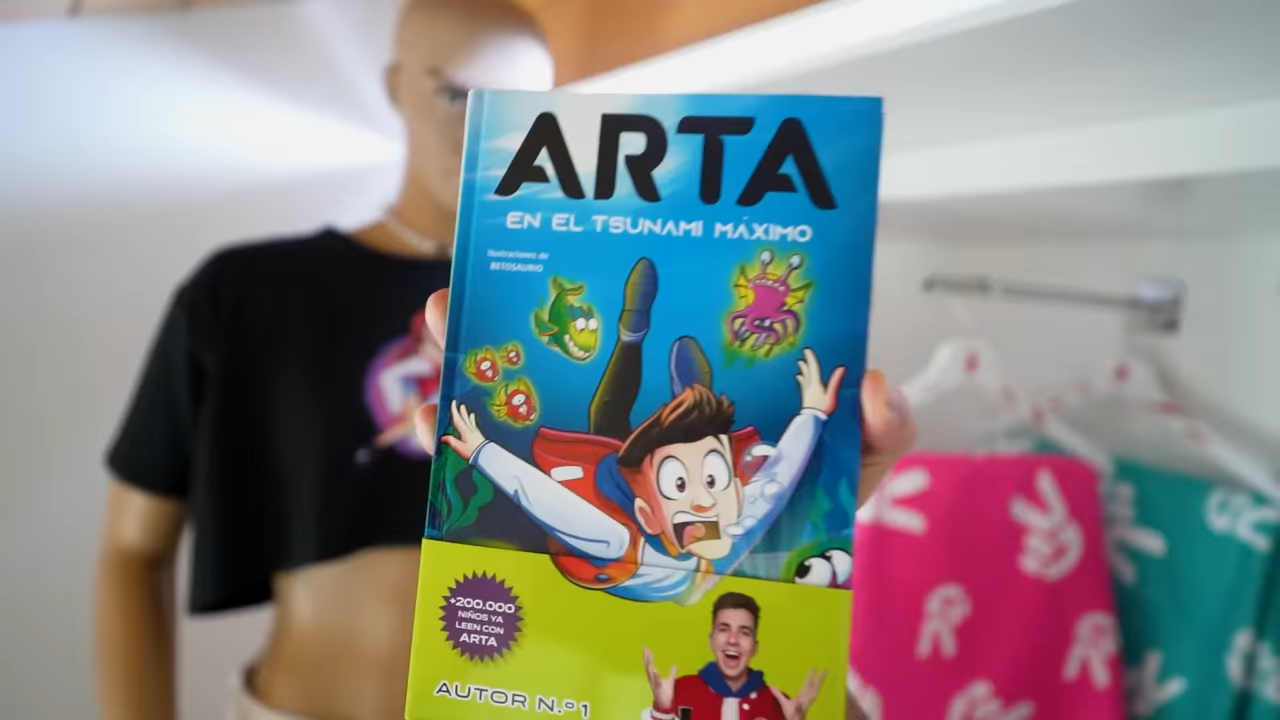 ARTA
EN EL TSUNAMI MÁXIMO
Ilustraciones de
BETOSAURIO
+200.000
NIÑOS YA
LEEN CON
ARTA
AUTOR N.º 1